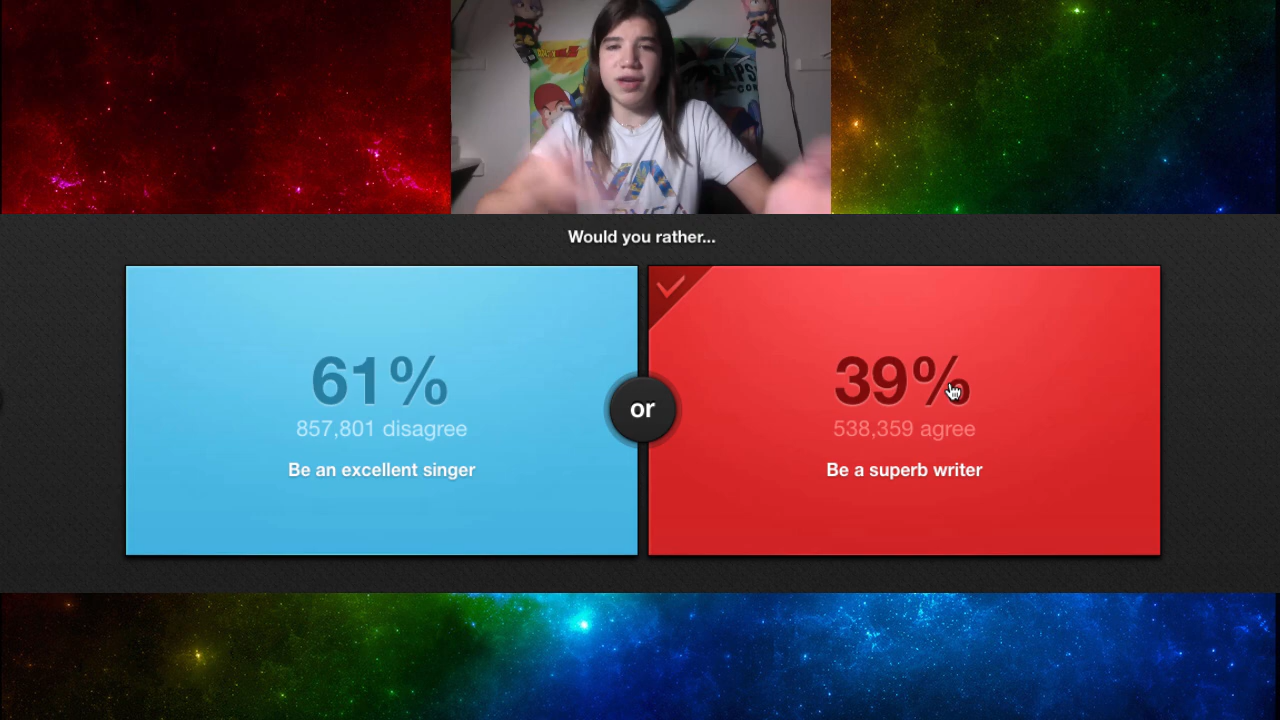 Would you rather...
61%
857,801 disagree
Be an excellent singer
or
39%
538,359 agree
Be a superb writer